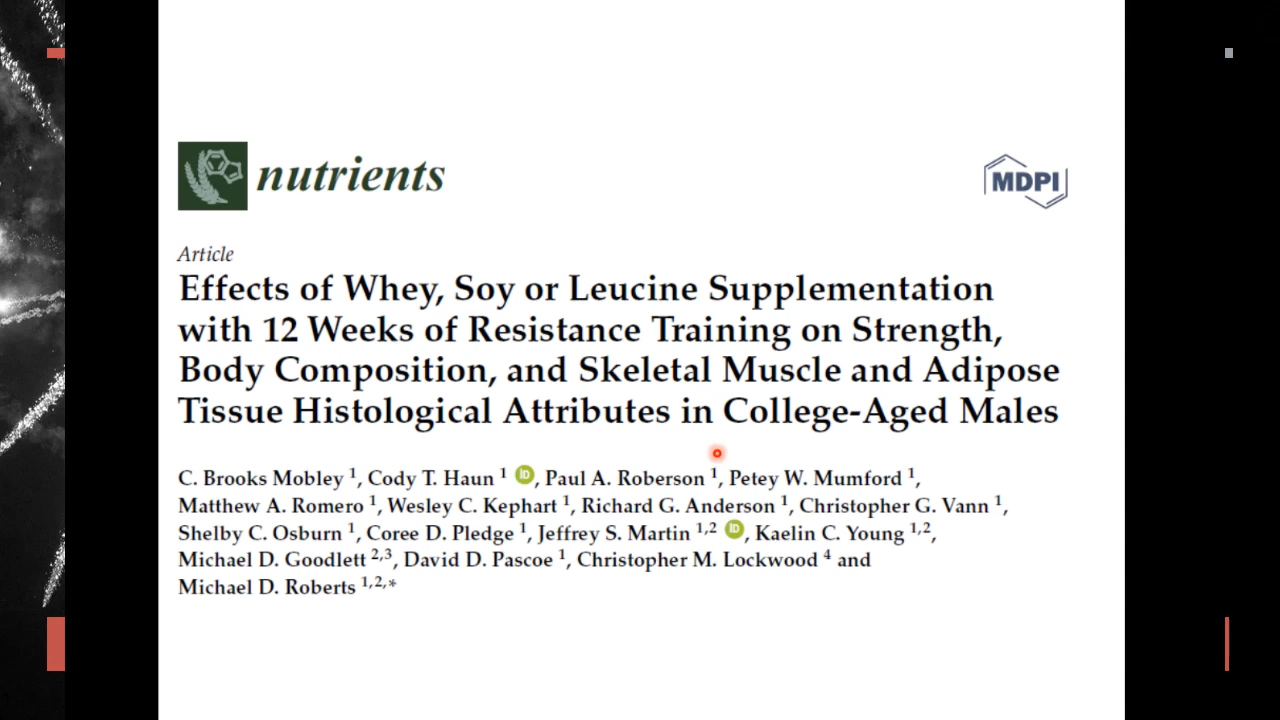 nutrients
MDPI
Article
Effects of Whey, Soy or Leucine Supplementation
with 12 Weeks of Resistance Training on Strength,
Body Composition, and Skeletal Muscle and Adipose
Tissue Histological Attributes in College-Aged Males
C. Brooks Mobley 1, Cody T. Haun 1 iD, Paul A. Roberson 1, Petey W. Mumford 1,
Matthew A. Romero 1, Wesley C. Kephart 1, Richard G. Anderson 1, Christopher G. Vann 1,
Shelby C. Osburn 1, Coree D. Pledge 1, Jeffrey S. Martin 1,2 iD, Kaelin C. Young 1,2,
Michael D. Goodlett 2,3, David D. Pascoe 1, Christopher M. Lockwood 4 and
Michael D. Roberts 1,2,*